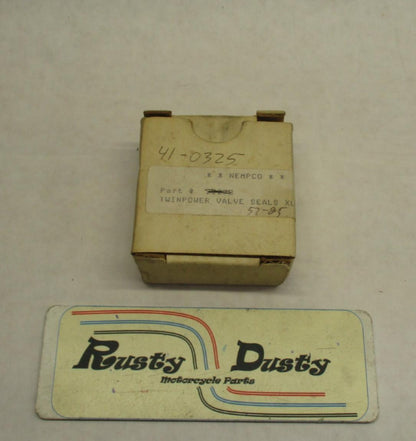 41-0325
* * NEMPCO * *
Part #
TWINPOWER VALVE SEALS XL
57-85
Rusty Dusty
Motorcycle Parts